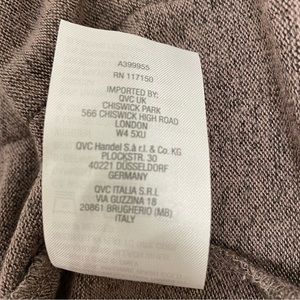 A399955
RN 117150
IMPORTED BY:
QVC UK
CHISWICK PARK
566 CHISWICK HIGH ROAD
LONDON
W4 5XU
QVC Handel S.à r.l. & Co. KG
PLOCKSTR. 30
40221 DÜSSELDORF
GERMANY
QVC ITALIA S.R.L
VIA GUZZINA 18
20861 BRUGHERIO (MB)
ITALY